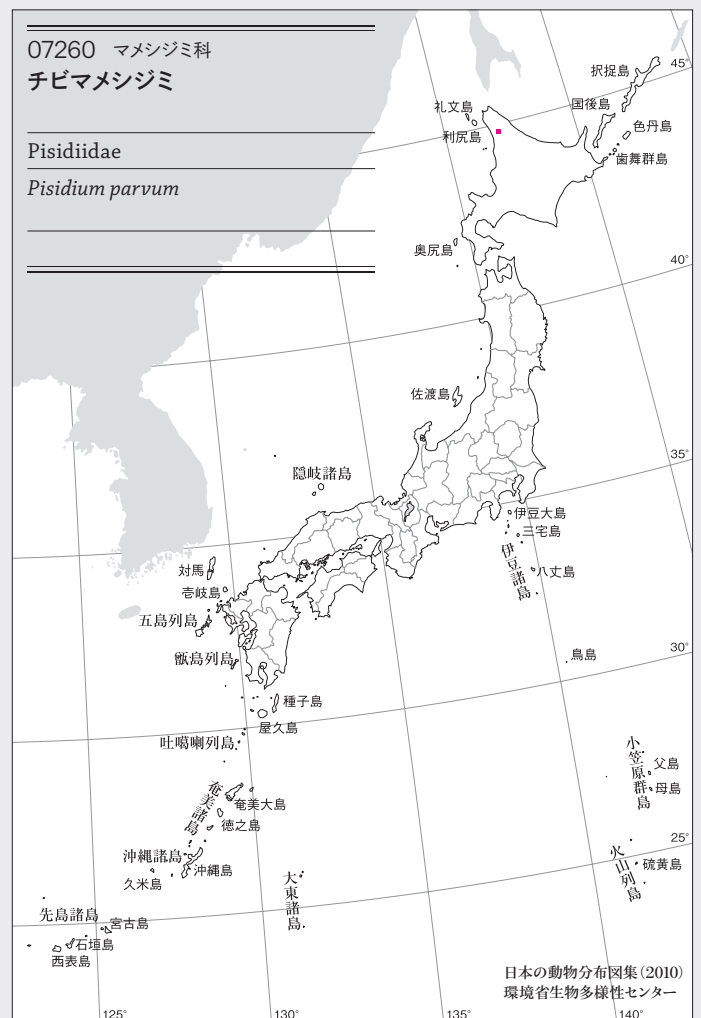 07260 マメシジミ科
チビマメシジミ
Pisidiidae
Pisidium parvum
択捉島
45°
礼文島
国後島
利尻島
色丹島
歯舞群島
奥尻島
40°
佐渡島
35°
隠岐諸島
伊豆大島
三宅島
伊豆諸島
八丈島
対馬
壱岐島
五島列島
甑島列島
鳥島
30°
種子島
屋久島
吐噶喇列島
小笠原群島
父島
母島
奄美諸島
奄美大島
徳之島
25°
沖縄諸島
沖縄島
久米島
火山列島
硫黄島
大東諸島
先島諸島
宮古島
石垣島
西表島
日本の動物分布図集(2010)
環境省生物多様性センター
125°
130°
135°
140°